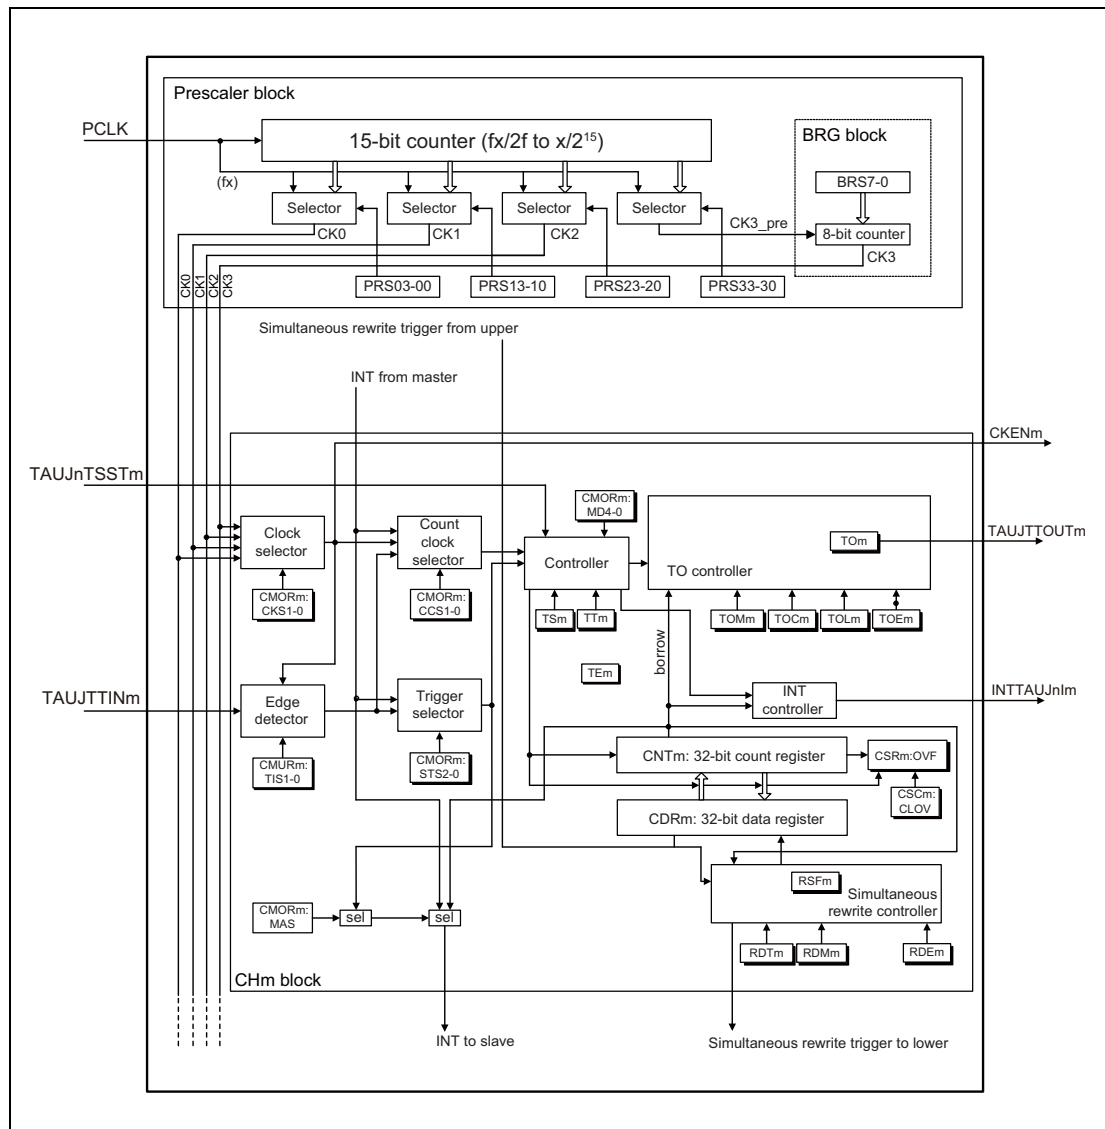 Prescaler block
PCLK
15-bit counter (fx/2f to x/2¹⁵)
BRG block
(fx)
BRS7-0
Selector
Selector
Selector
Selector
CK3_pre
8-bit counter
CK0
CK1
CK2
CK3
CK0
CK1
CK2
CK3
PRS03-00
PRS13-10
PRS23-20
PRS33-30
Simultaneous rewrite trigger from upper
INT from master
CKENm
TAUJnTSSTm
CMORm:
MD4-0
Clock
selector
Count
clock
selector
Controller
TOm
TAUJTTOUTm
TO controller
CMORm:
CKS1-0
CMORm:
CCS1-0
TSm
TTm
TOMm
TOCm
TOLm
TOEm
borrow
TEm
TAUJTTINm
Edge
detector
Trigger
selector
INT
controller
INTTAUJnIm
CMURm:
TIS1-0
CMORm:
STS2-0
CNTm: 32-bit count register
CSRm:OVF
CSCm:
CLOV
CDRm: 32-bit data register
RSFm
Simultaneous
rewrite controller
CMORm:
MAS
sel
sel
RDTm
RDMm
RDEm
CHm block
INT to slave
Simultaneous rewrite trigger to lower